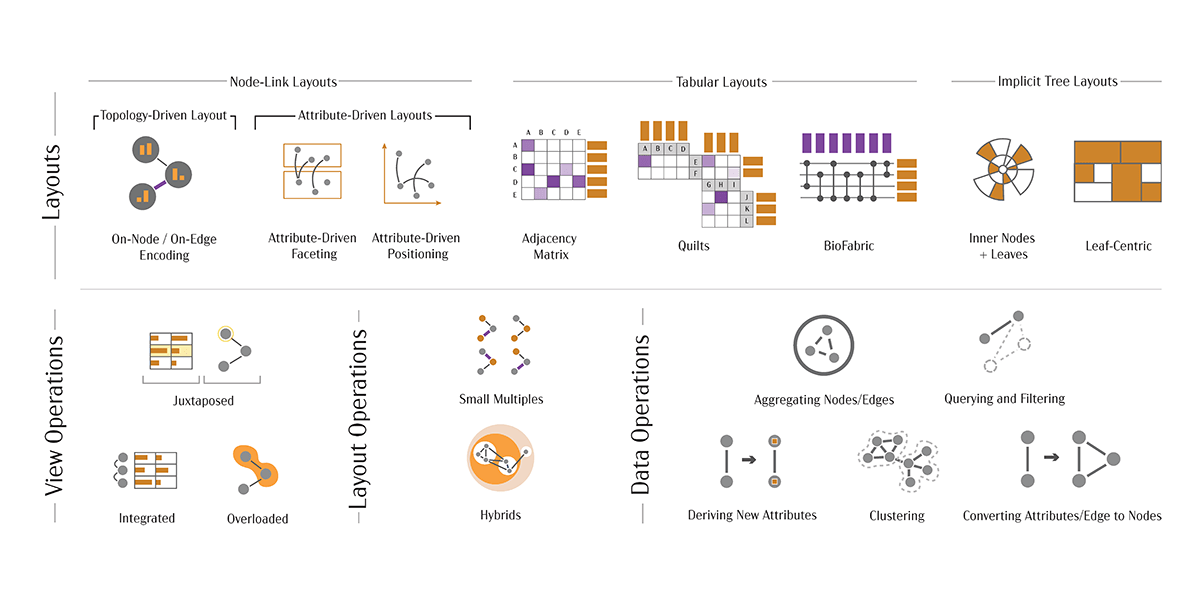 Layouts
Node-Link Layouts
Tabular Layouts
Implicit Tree Layouts
Topology-Driven Layout
Attribute-Driven Layouts
On-Node / On-Edge
Encoding
Attribute-Driven
Faceting
Attribute-Driven
Positioning
A B C D E
A
B
C
D
E
Adjacency
Matrix
A B C D
E
F
G H I
J
K
L
Quilts
BioFabric
Inner Nodes
+ Leaves
Leaf-Centric
View Operations
Juxtaposed
Integrated
Overloaded
Layout Operations
Small Multiples
Hybrids
Data Operations
Aggregating Nodes/Edges
Querying and Filtering
Deriving New Attributes
Clustering
Converting Attributes/Edge to Nodes